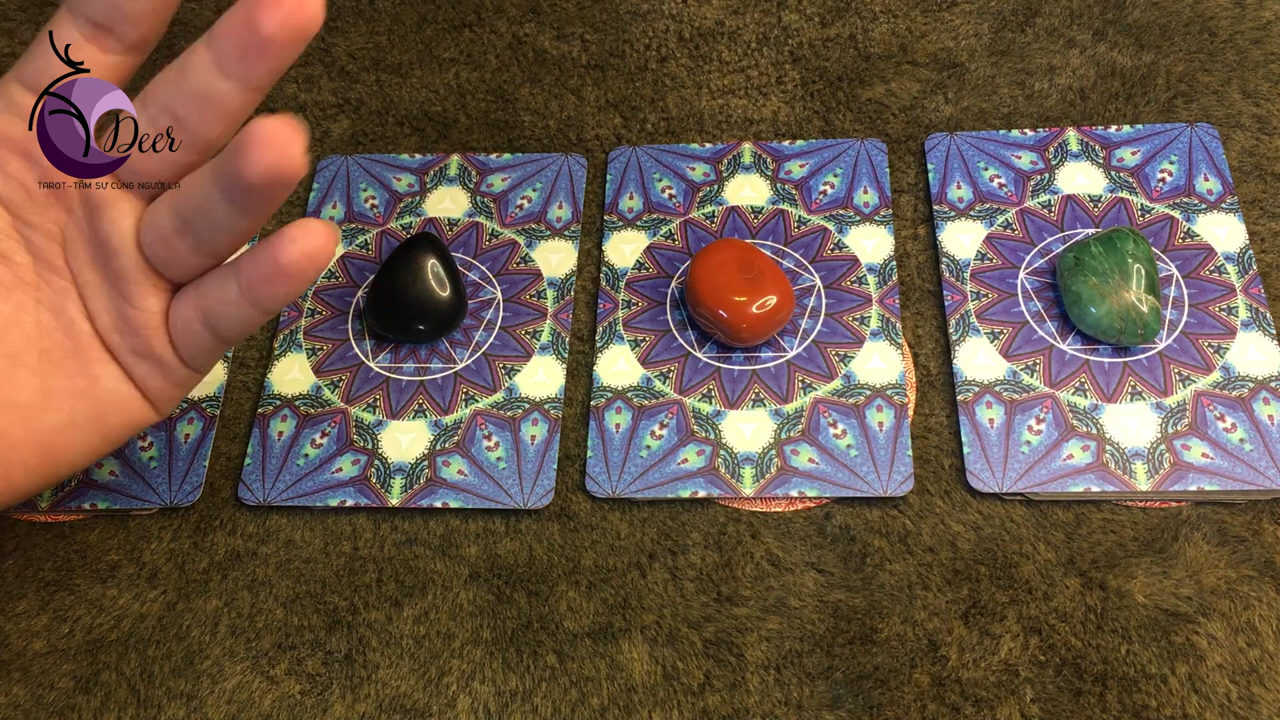 Deer
TAROT-TÂM SỰ CÙNG NGƯỜI LẠ